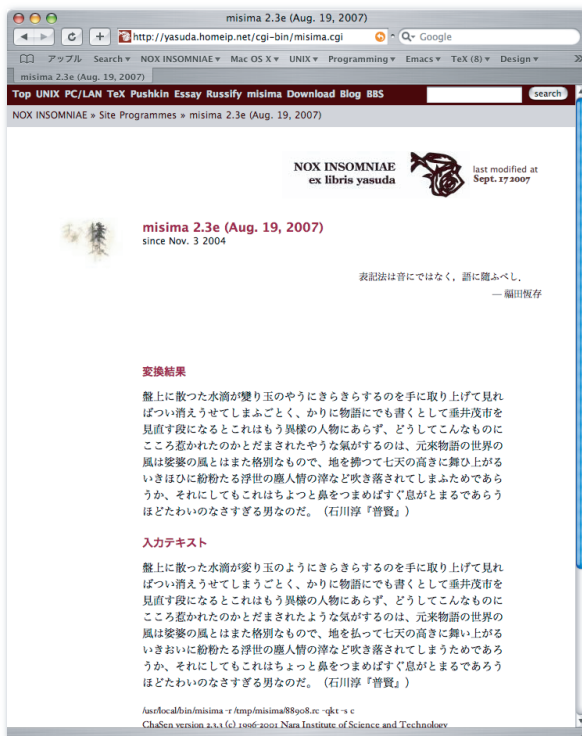 misima 2.3e (Aug. 19, 2007)
http://yasuda.homeip.net/cgi-bin/misima.cgi
Google
アップル Search NOX INSOMNIAE Mac OS X UNIX Programming Emacs TeX (8) Design
misima 2.3e (Aug. 19, 2007)
Top UNIX PC/LAN TeX Pushkin Essay Russify misima Download Blog BBS search
NOX INSOMNIAE » Site Programmes » misima 2.3e (Aug. 19, 2007)
NOX INSOMNIAE
ex libris yasuda
last modified at
Sept. 17 2007
misima 2.3e (Aug. 19, 2007)
since Nov. 3 2004
表記法は音にではなく，語に隨ふべし．
— 福田恆存
変換結果
盤上に散つた水滴が變り玉のやうにきらきらするのを手に取り上げて見れ
ばつい消えうせてしまふごとく、かりに物語にでも書くとして垂井茂市を
見直す段になるとこれはもう異樣の人物にあらず、どうしてこんなものに
こころ惹かれたのかとだまされたやうな氣がするのは、元來物語の世界の
風は娑婆の風とはまた格別なもので、地を拂つて七天の高きに舞ひ上がる
いきほひに紛紛たる浮世の塵人情の滓など吹き落されてしまふためであら
うか、それにしてもこれはちよつと鼻をつまめばすぐ息がとまるであらう
ほどたわいのなさすぎる男なのだ。（石川淳『普賢』）
入力テキスト
盤上に散った水滴が変り玉のようにきらきらするのを手に取り上げて見れ
ばつい消えうせてしまうごとく、かりに物語にでも書くとして垂井茂市を
見直す段になるとこれはもう異様の人物にあらず、どうしてこんなものに
こころ惹かれたのかとだまされたような気がするのは、元来物語の世界の
風は娑婆の風とはまた格別なもので、地を払って七天の高きに舞い上がる
いきおいに紛紛たる浮世の塵人情の滓など吹き落されてしまうためであろ
うか、それにしてもこれはちょっと鼻をつまめばすぐ息がとまるであろう
ほどたわいのなさすぎる男なのだ。（石川淳『普賢』）
/usr/local/bin/misima -r /tmp/misima/88908.rc -qkt -s c
ChaSen version 2.3.3 (c) 1996-2001 Nara Institute of Science and Technology